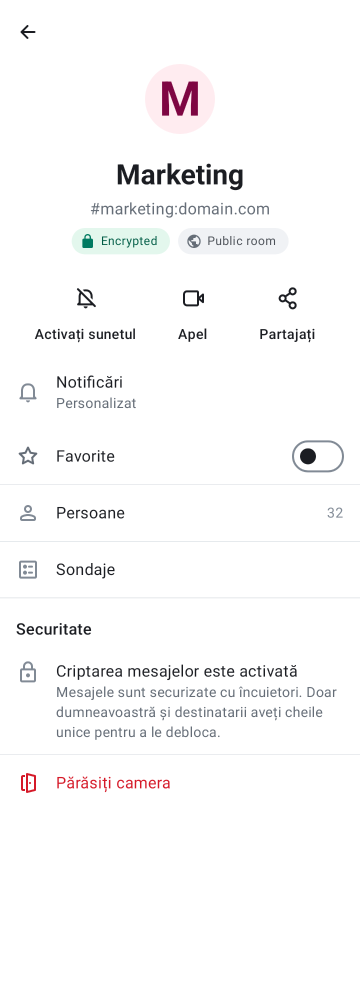 M
Marketing
#marketing:domain.com
Encrypted
Public room
Activați sunetul
Apel
Partajați
Notificări
Personalizat
Favorite
Persoane
32
Sondaje
Securitate
Criptarea mesajelor este activată
Mesajele sunt securizate cu încuietori. Doar
dumneavoastră și destinatarii aveți cheile
unice pentru a le debloca.
Părăsiți camera